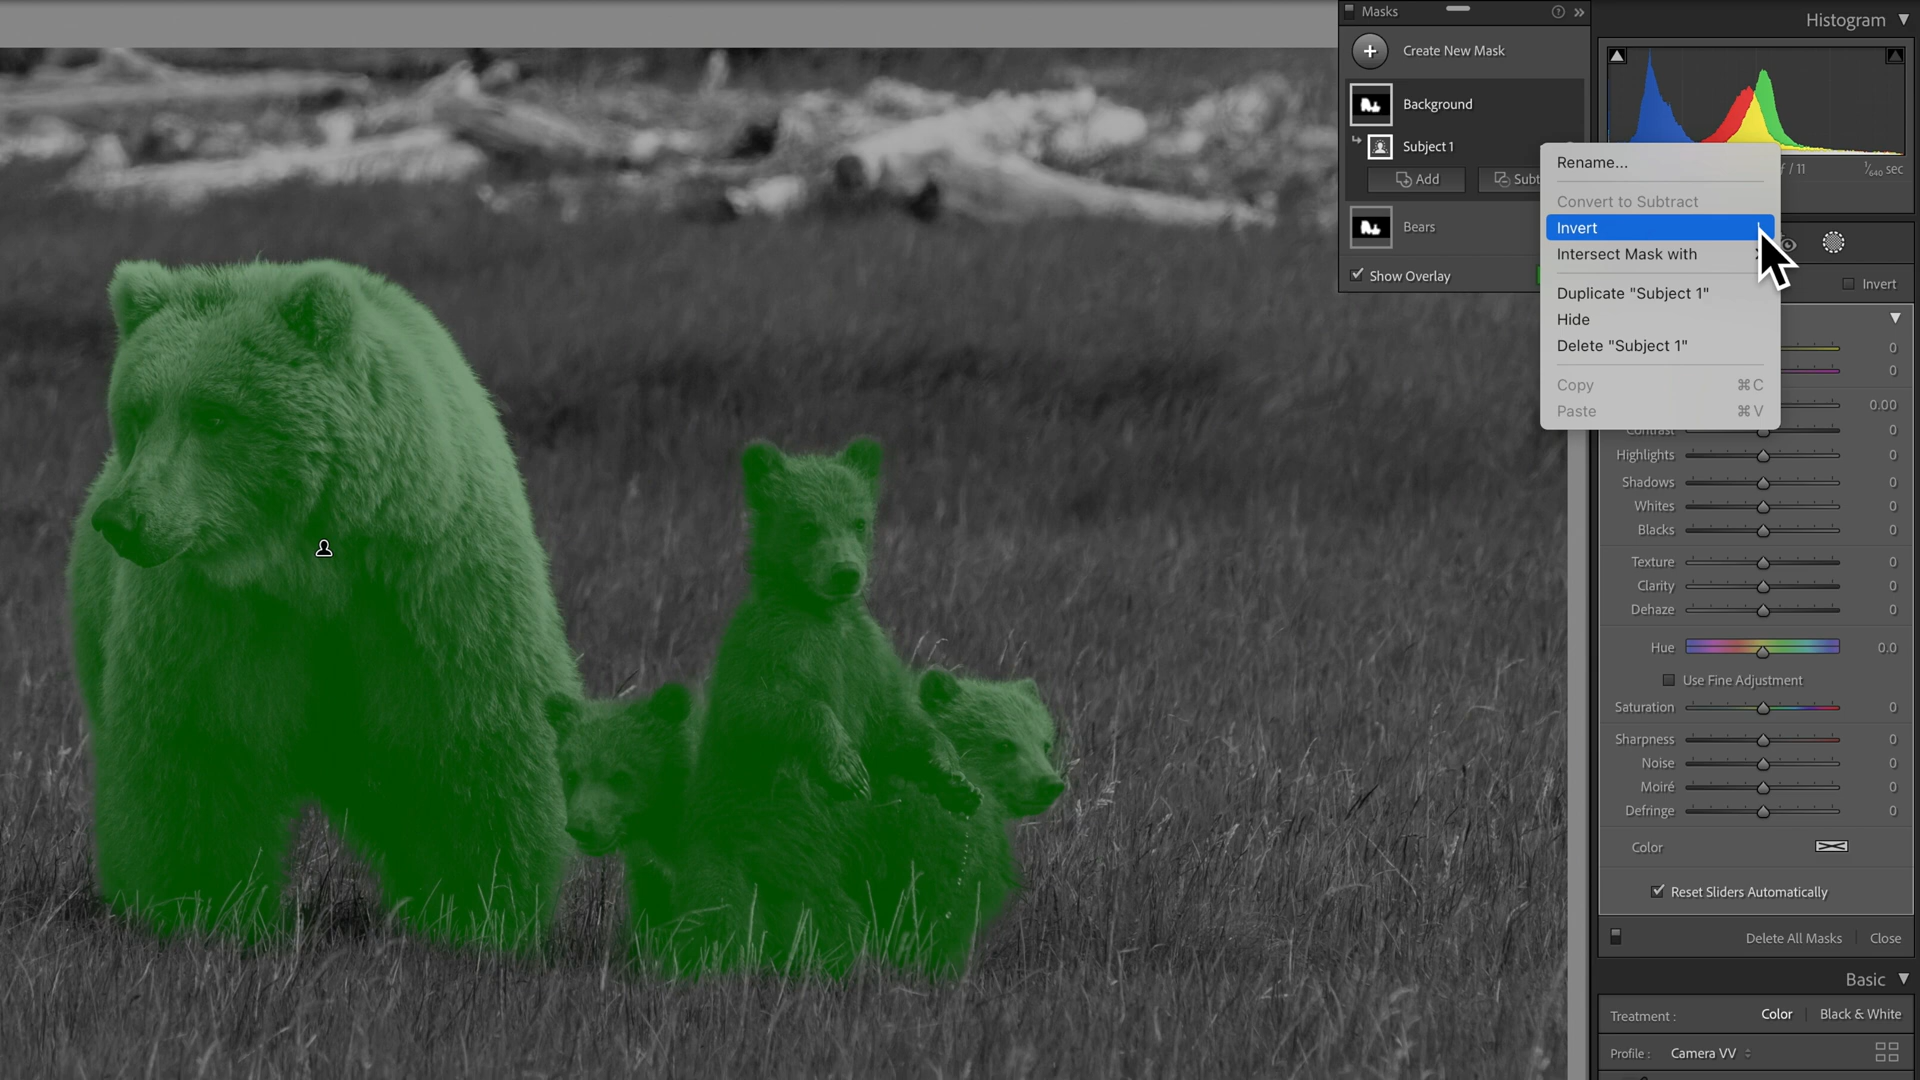 Masks
Create New Mask
Background
Subject 1
Add
Subt
Bears
Show Overlay
Rename...
Convert to Subtract
Invert
Intersect Mask with
Duplicate "Subject 1"
Hide
Delete "Subject 1"
Copy ⌘C
Paste ⌘V
Histogram
f / 11 1/640 sec
Invert
0
0
0.00
Contrast 0
Highlights 0
Shadows 0
Whites 0
Blacks 0
Texture 0
Clarity 0
Dehaze 0
Hue 0.0
Use Fine Adjustment
Saturation 0
Sharpness 0
Noise 0
Moiré 0
Defringe 0
Color
Reset Sliders Automatically
Delete All Masks Close
Basic
Treatment : Color Black & White
Profile : Camera VV